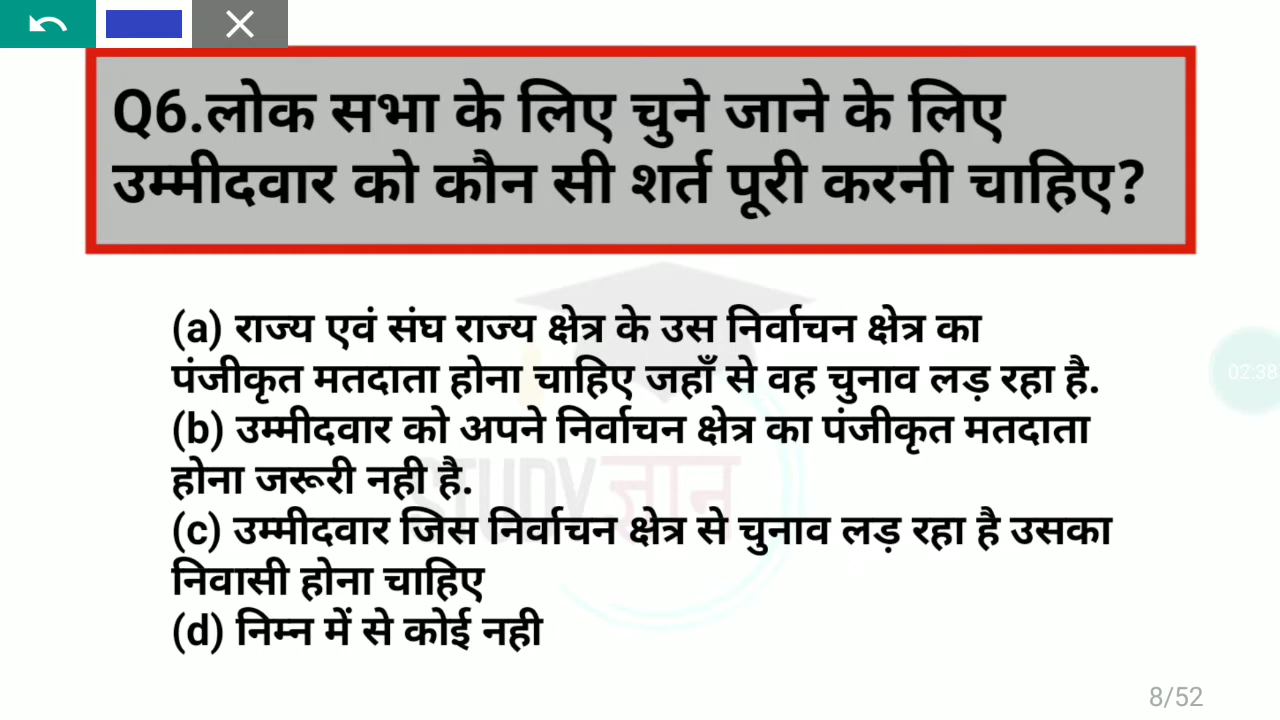 Q6.लोक सभा के लिए चुने जाने के लिए
उम्मीदवार को कौन सी शर्त पूरी करनी चाहिए?
(a) राज्य एवं संघ राज्य क्षेत्र के उस निर्वाचन क्षेत्र का
पंजीकृत मतदाता होना चाहिए जहाँ से वह चुनाव लड़ रहा है.
02:38
(b) उम्मीदवार को अपने निर्वाचन क्षेत्र का पंजीकृत मतदाता
होना जरूरी नही है.
STUDY ज्ञान
(c) उम्मीदवार जिस निर्वाचन क्षेत्र से चुनाव लड़ रहा है उसका
निवासी होना चाहिए
(d) निम्न में से कोई नही
8/52